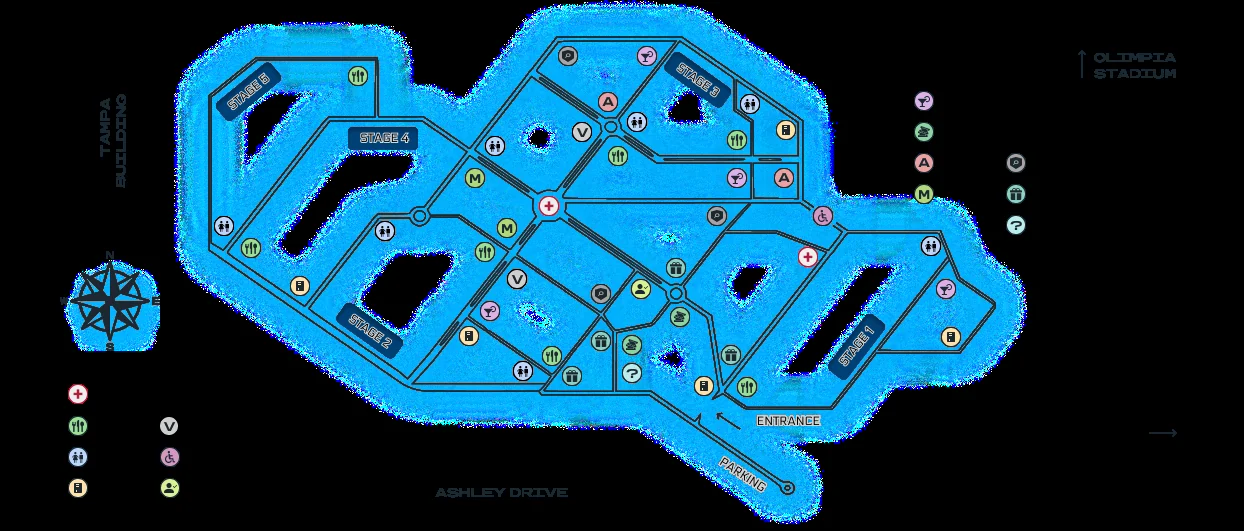 OLIMPIA
STADIUM
TAMPA
BUILDING
STAGE 5
STAGE 4
STAGE 3
STAGE 2
STAGE 1
A
V
M
M
A
V
?
A
M
?
V
N
S
ENTRANCE
PARKING
ASHLEY DRIVE